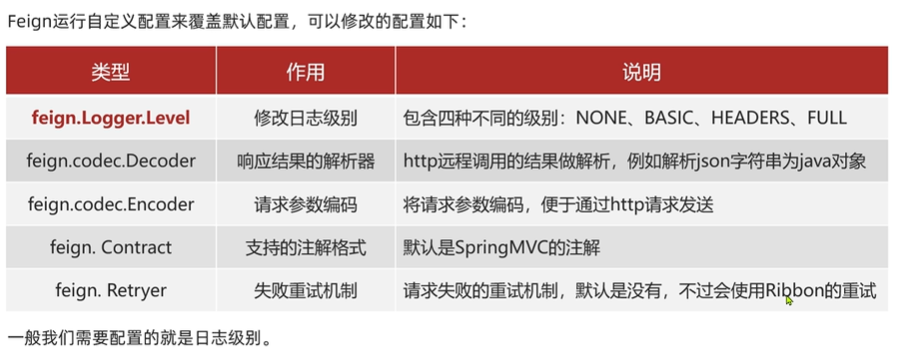 Feign运行自定义配置来覆盖默认配置，可以修改的配置如下：
类型 作用 说明
feign.Logger.Level 修改日志级别 包含四种不同的级别：NONE、BASIC、HEADERS、FULL
feign.codec.Decoder 响应结果的解析器 http远程调用的结果做解析，例如解析json字符串为java对象
feign.codec.Encoder 请求参数编码 将请求参数编码，便于通过http请求发送
feign. Contract 支持的注解格式 默认是SpringMVC的注解
feign. Retryer 失败重试机制 请求失败的重试机制，默认是没有，不过会使用Ribbon的重试
一般我们需要配置的就是日志级别。